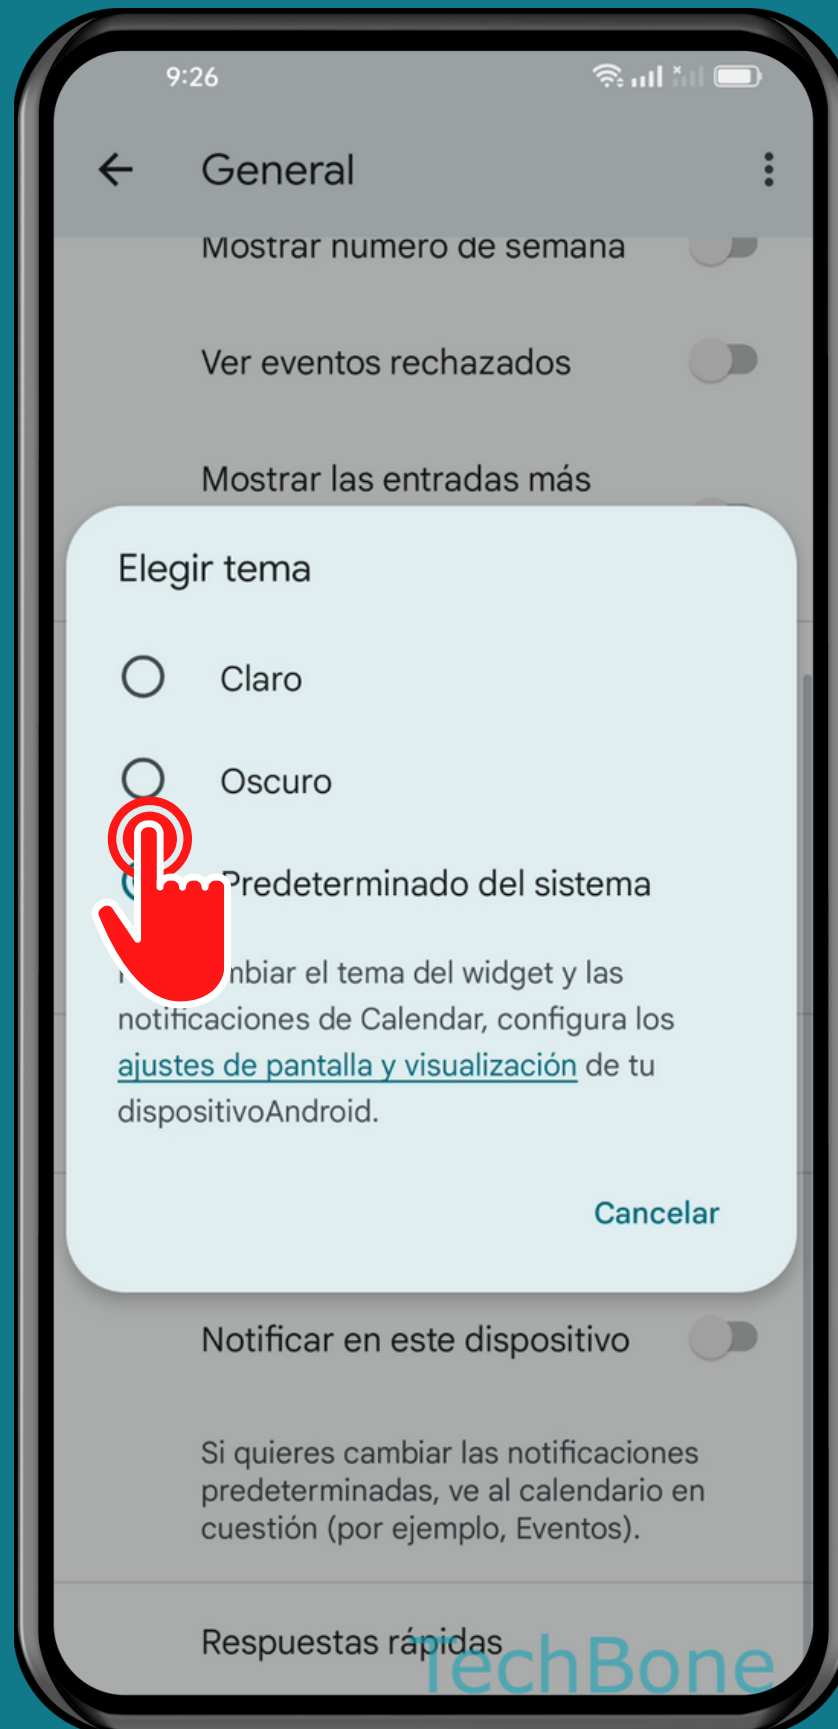 9:26
General
Mostrar número de semana
Ver eventos rechazados
Mostrar las entradas más
Elegir tema
Claro
Oscuro
Predeterminado del sistema
mbiar el tema del widget y las
notificaciones de Calendar, configura los
ajustes de pantalla y visualización de tu
dispositivoAndroid.
Cancelar
Notificar en este dispositivo
Si quieres cambiar las notificaciones
predeterminadas, ve al calendario en
cuestión (por ejemplo, Eventos).
Respuestas rápidas
TechBone